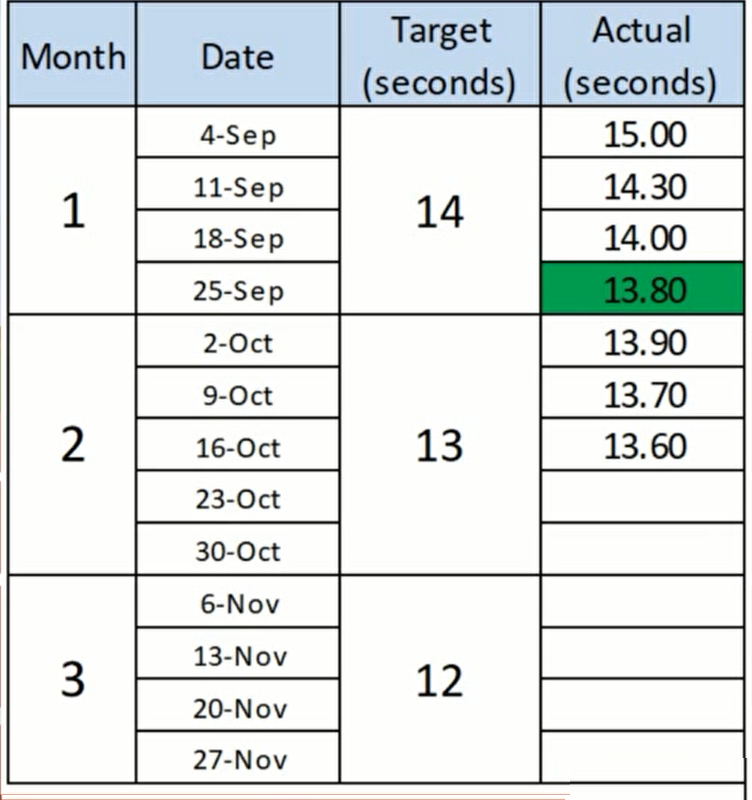 Month Date Target (seconds) Actual (seconds)
1 14
4-Sep 15.00
11-Sep 14.30
18-Sep 14.00
25-Sep 13.80
2 13
2-Oct 13.90
9-Oct 13.70
16-Oct 13.60
23-Oct
30-Oct
3 12
6-Nov
13-Nov
20-Nov
27-Nov